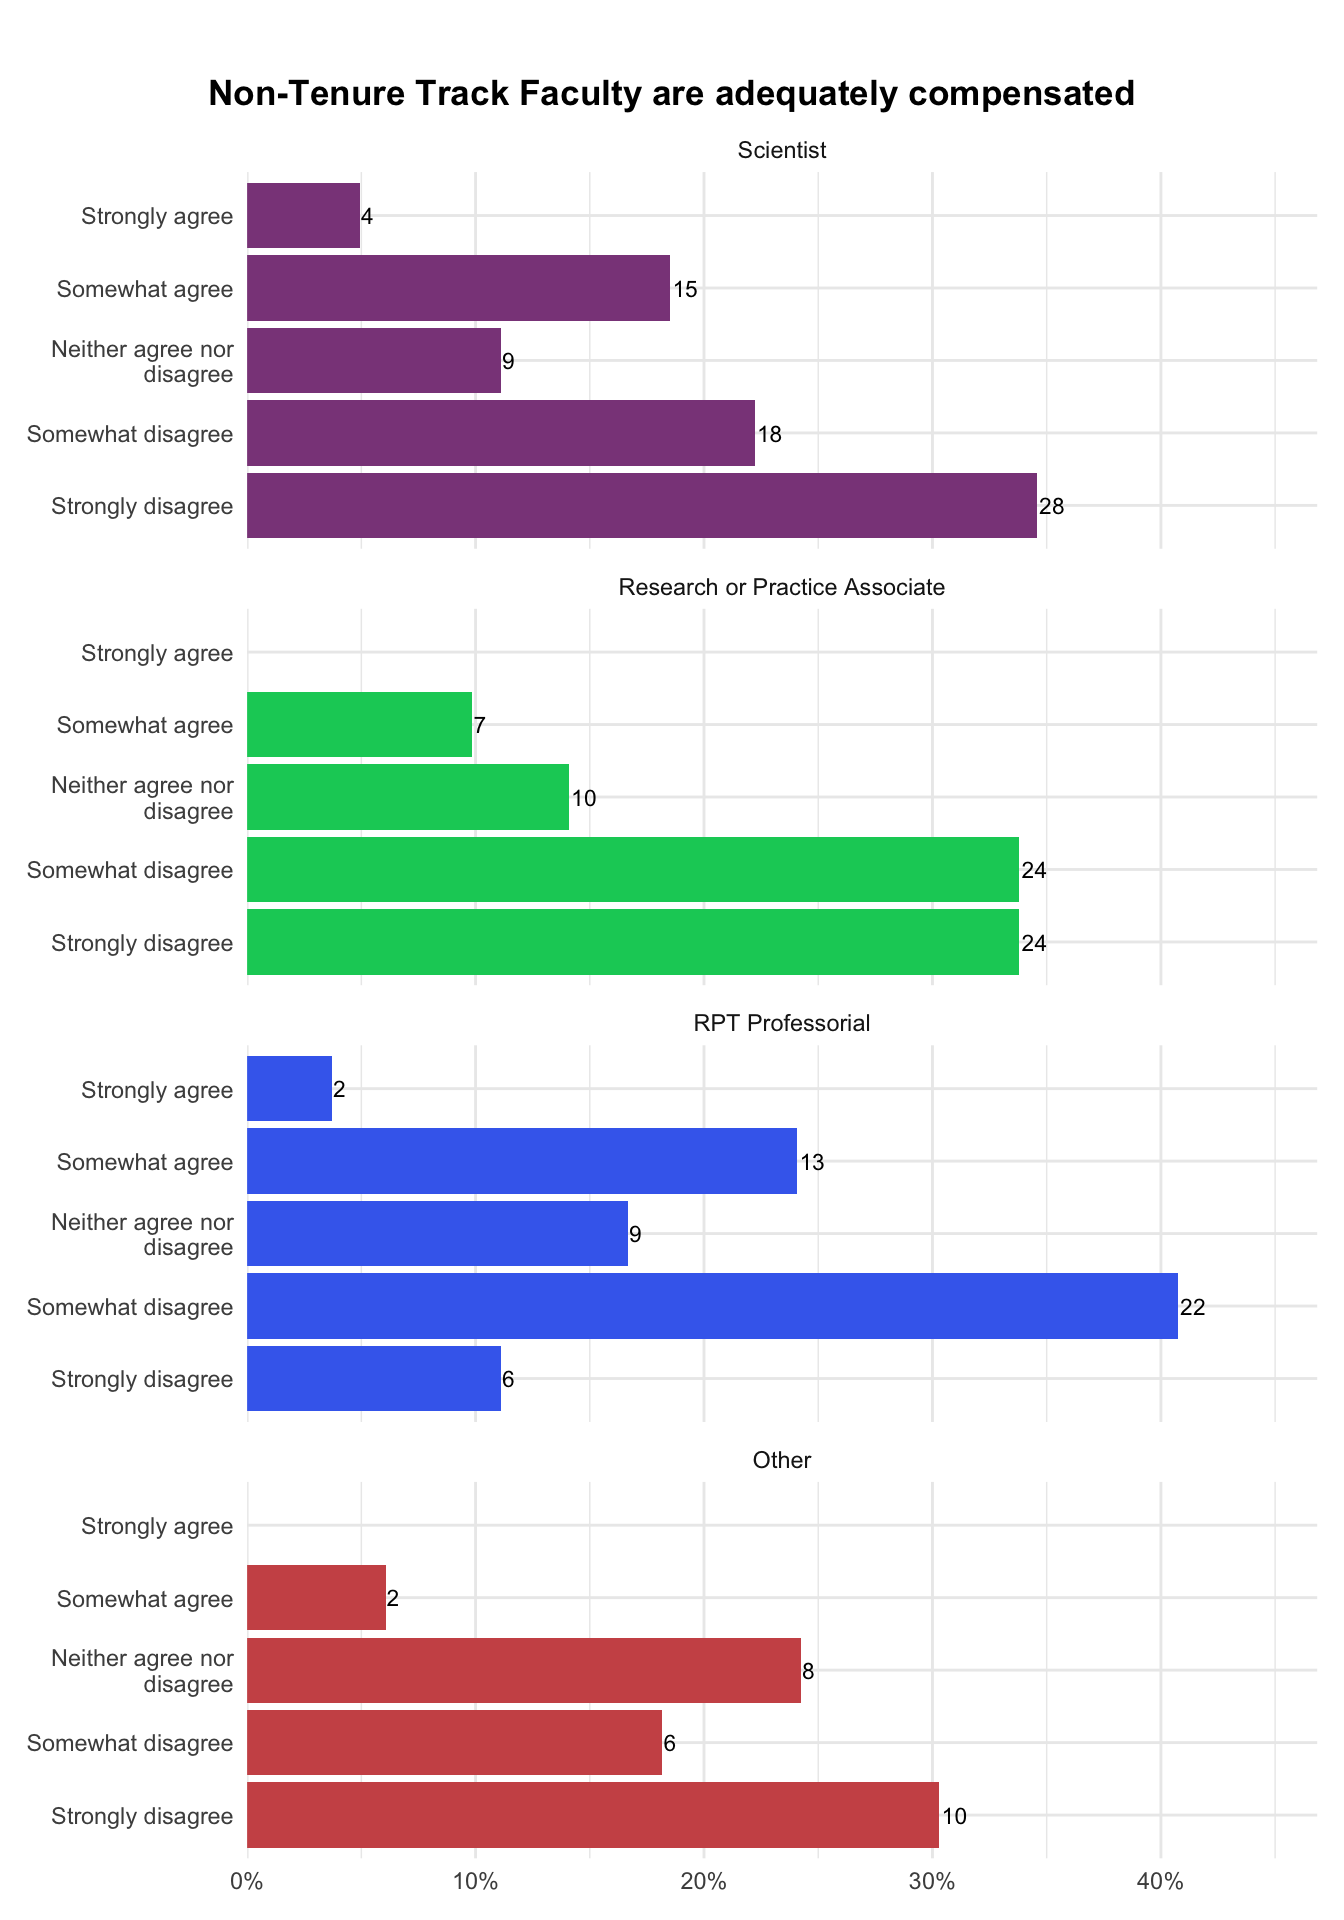 Non-Tenure Track Faculty are adequately compensated
Scientist
Strongly agree
4
Somewhat agree
15
Neither agree nor
disagree
9
Somewhat disagree
18
Strongly disagree
28
Research or Practice Associate
Strongly agree
Somewhat agree
7
Neither agree nor
disagree
10
Somewhat disagree
24
Strongly disagree
24
RPT Professorial
Strongly agree
2
Somewhat agree
13
Neither agree nor
disagree
9
Somewhat disagree
22
Strongly disagree
6
Other
Strongly agree
Somewhat agree
2
Neither agree nor
disagree
8
Somewhat disagree
6
Strongly disagree
10
0% 10% 20% 30% 40%